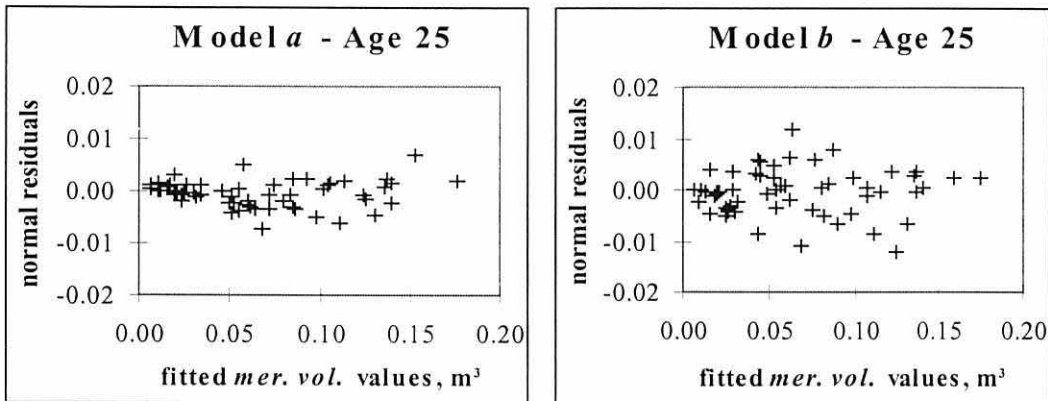 Model a - Age 25
normal residuals
0.02
0.01
0.00
-0.01
-0.02
0.00 0.05 0.10 0.15 0.20
fitted mer. vol. values, m³
Model b - Age 25
normal residuals
0.02
0.01
0.00
-0.01
-0.02
0.00 0.05 0.10 0.15 0.20
fitted mer. vol. values, m³